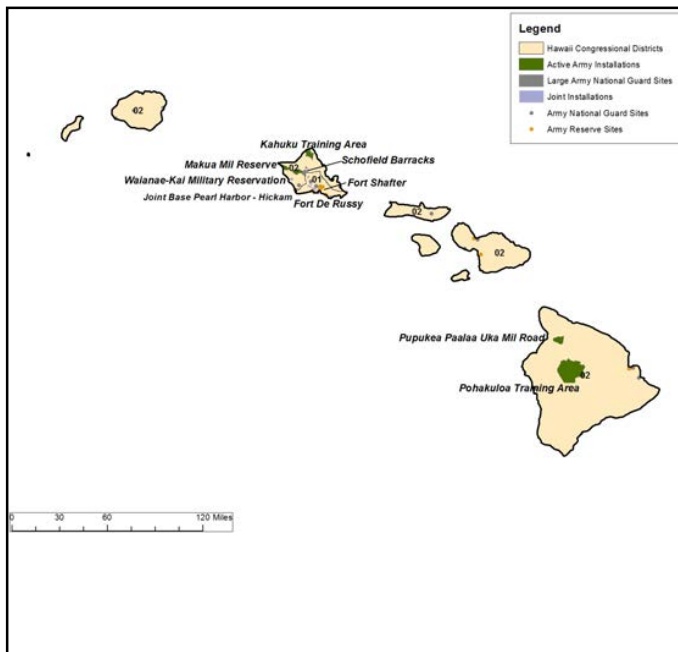 Legend
Hawaii Congressional Districts
Active Army Installations
Large Army National Guard Sites
Joint Installations
Army National Guard Sites
Army Reserve Sites
02
Kahuku Training Area
Makua Mil Reserve
Schofield Barracks
02
Waianae-Kai Military Reservation
01
Fort Shafter
Joint Base Pearl Harbor - Hickam
Fort De Russy
02
02
Pupukea Paalaa Uka Mil Road
02
Pohakuloa Training Area
0 30 60 120 Miles